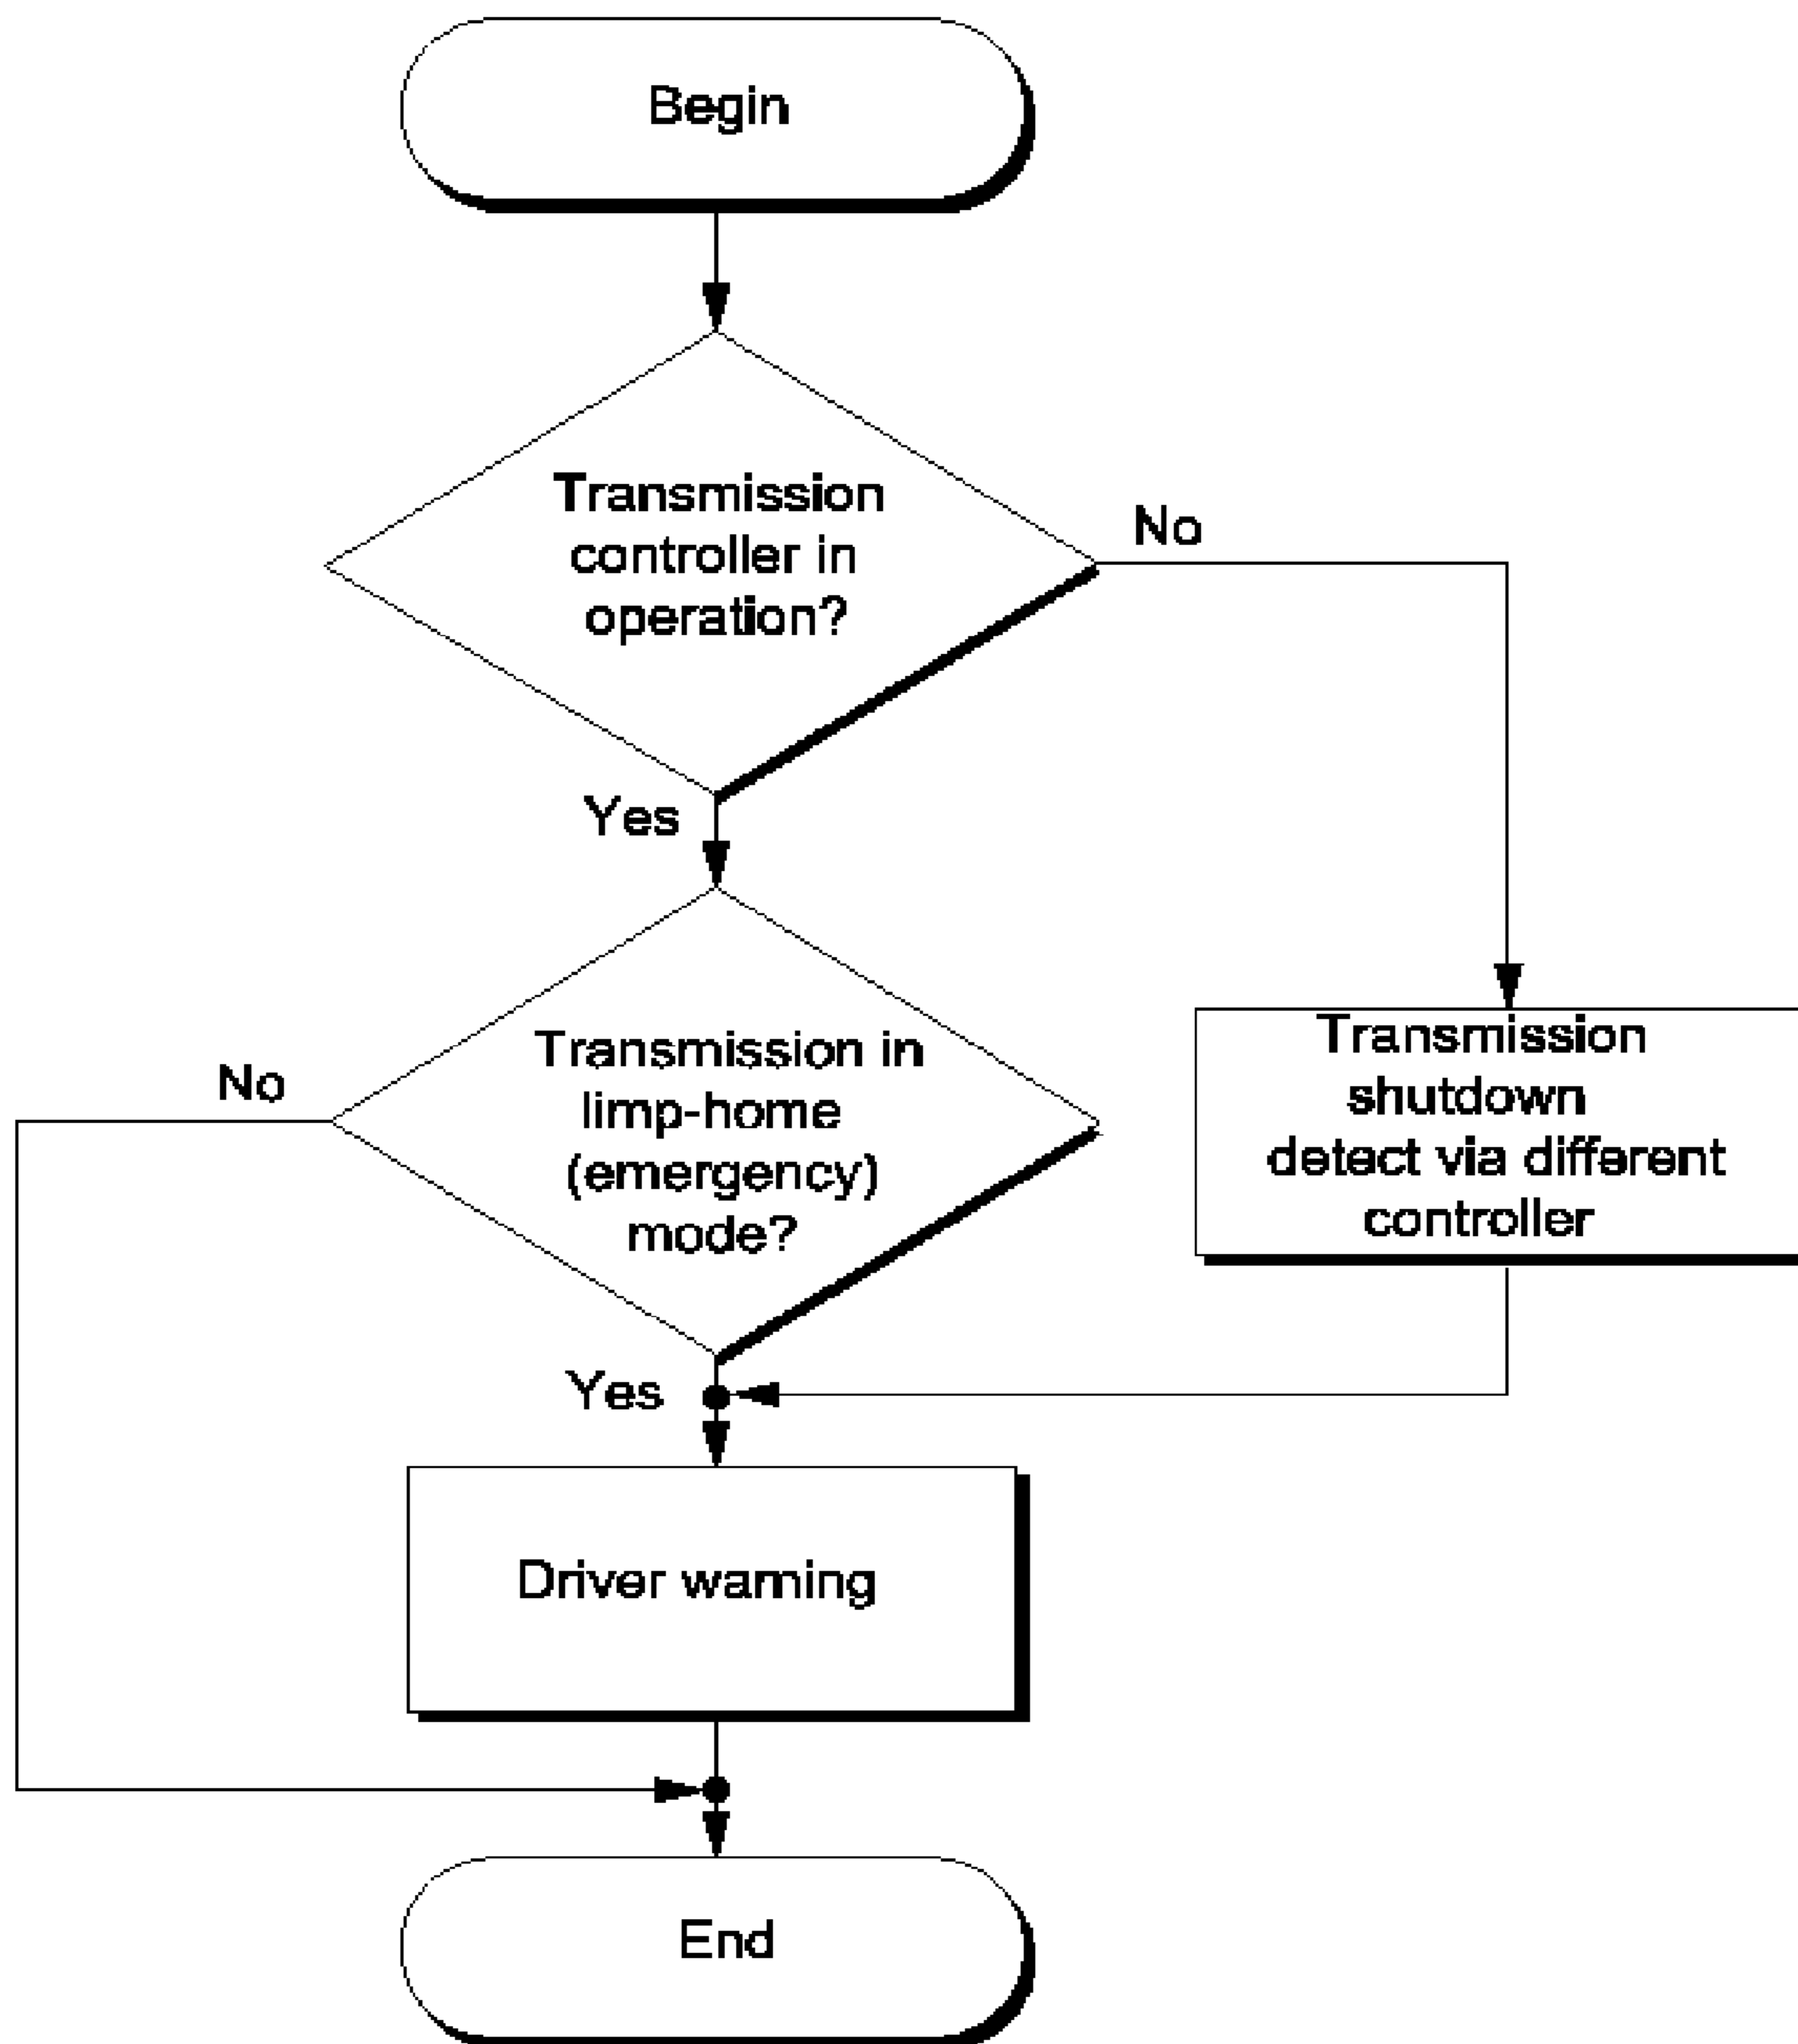 Begin
Transmission
controller in
operation?
No
Yes
Transmission in
limp-home
(emergency)
mode?
No
Transmission
shutdown
detect via different
controller
Yes
Driver warning
End